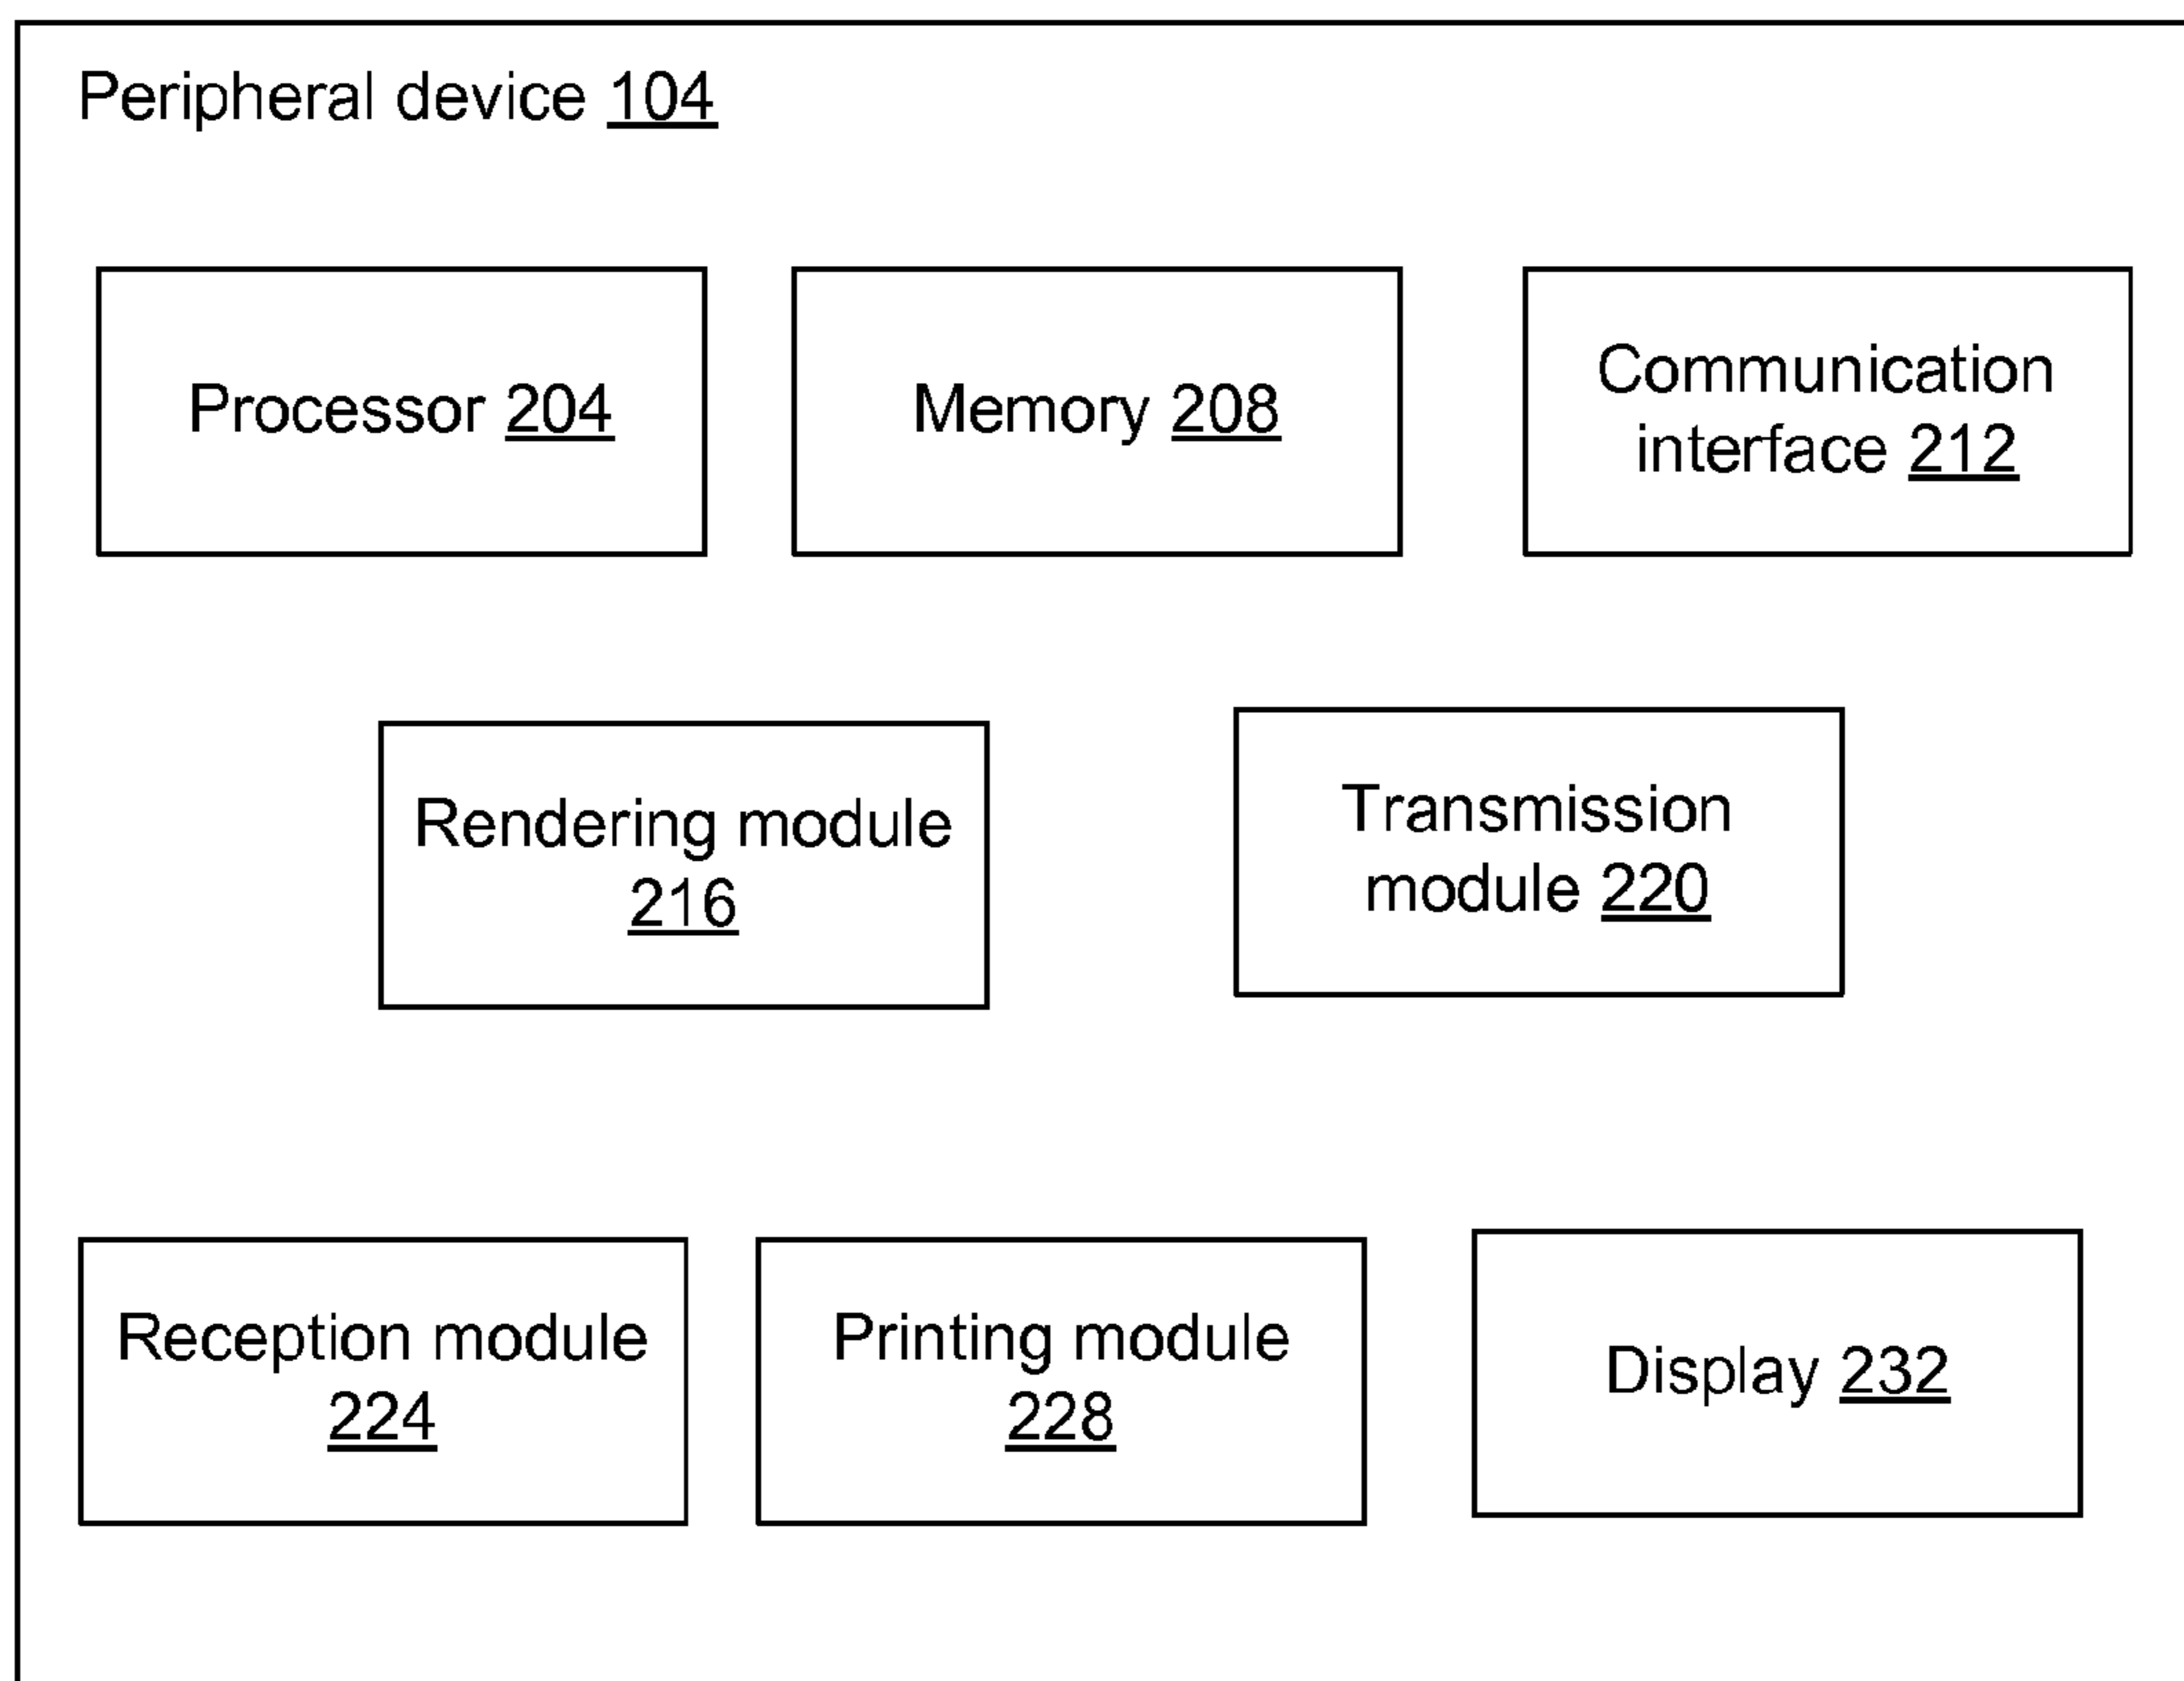 Peripheral device 104
Processor 204
Memory 208
Communication
interface 212
Rendering module
216
Transmission
module 220
Reception module
224
Printing module
228
Display 232